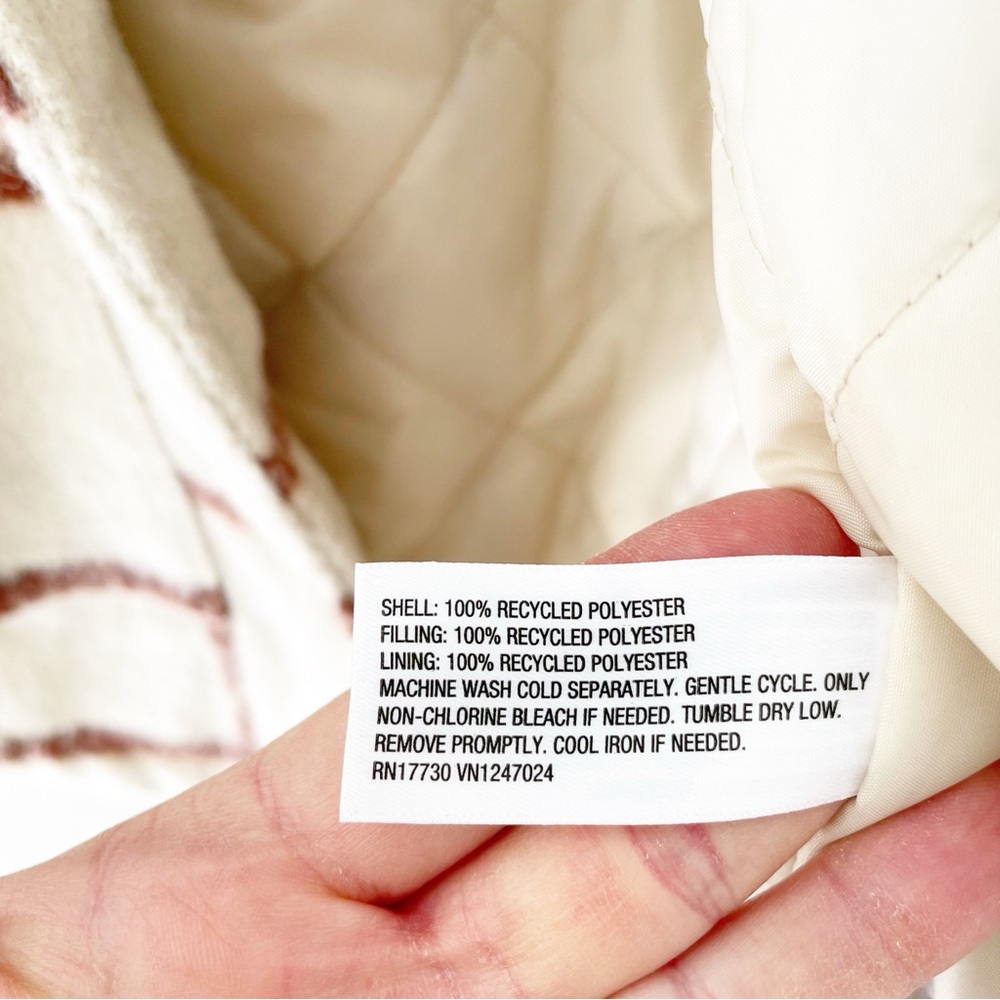 SHELL: 100% RECYCLED POLYESTER
FILLING: 100% RECYCLED POLYESTER
LINING: 100% RECYCLED POLYESTER
MACHINE WASH COLD SEPARATELY. GENTLE CYCLE. ONLY
NON-CHLORINE BLEACH IF NEEDED. TUMBLE DRY LOW.
REMOVE PROMPTLY. COOL IRON IF NEEDED.
RN17730 VN1247024